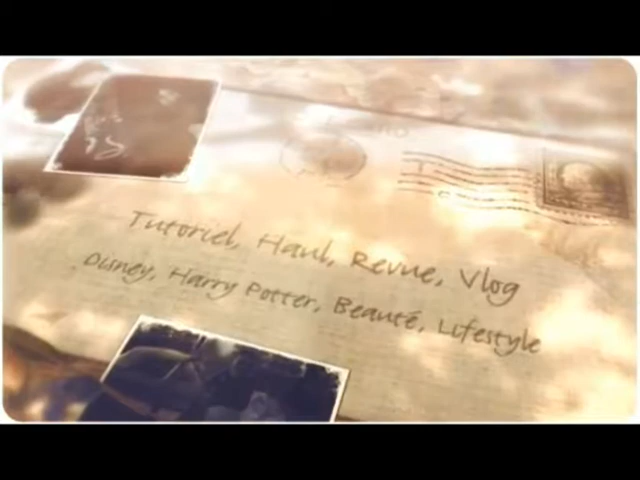 Tutoriel, Haul, Revue, Vlog
Disney, Harry Potter, Beauté, Lifestyle